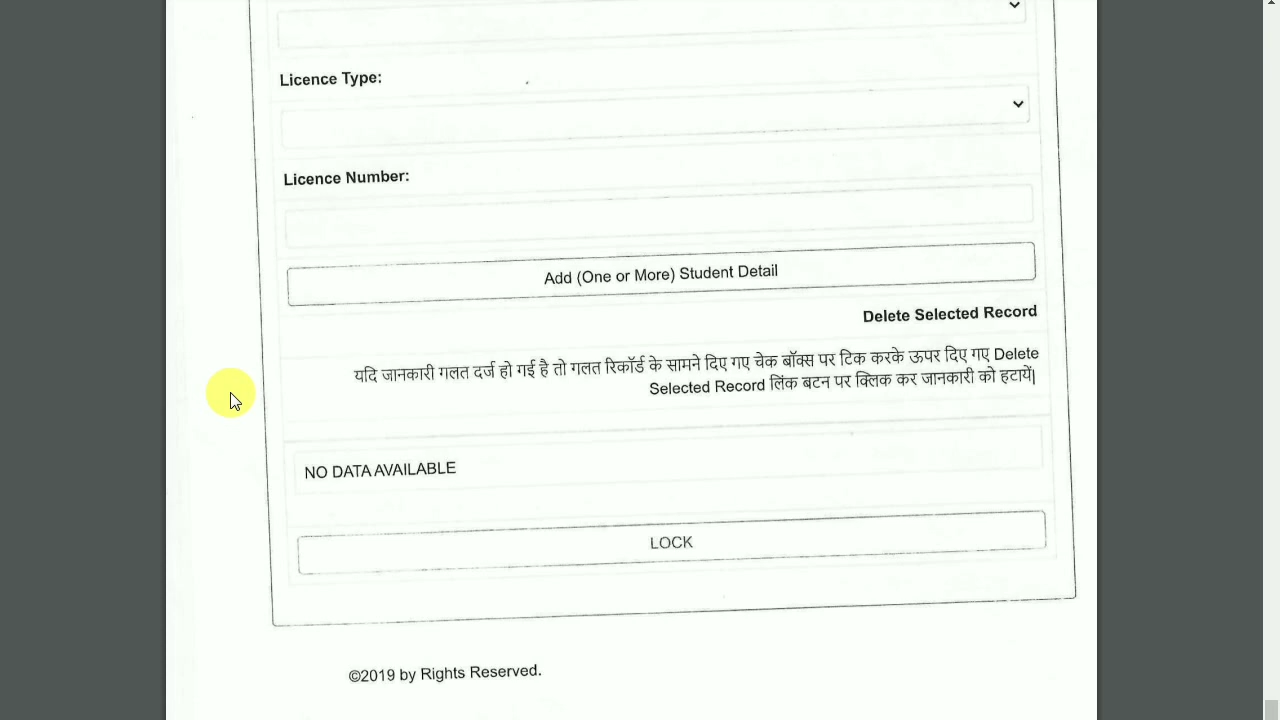 Licence Type:
Licence Number:
Add (One or More) Student Detail
Delete Selected Record
यदि जानकारी गलत दर्ज हो गई है तो गलत रिकॉर्ड के सामने दिए गए चेक बॉक्स पर टिक करके ऊपर दिए गए Delete
Selected Record लिंक बटन पर क्लिक कर जानकारी को हटायें|
NO DATA AVAILABLE
LOCK
©2019 by Rights Reserved.